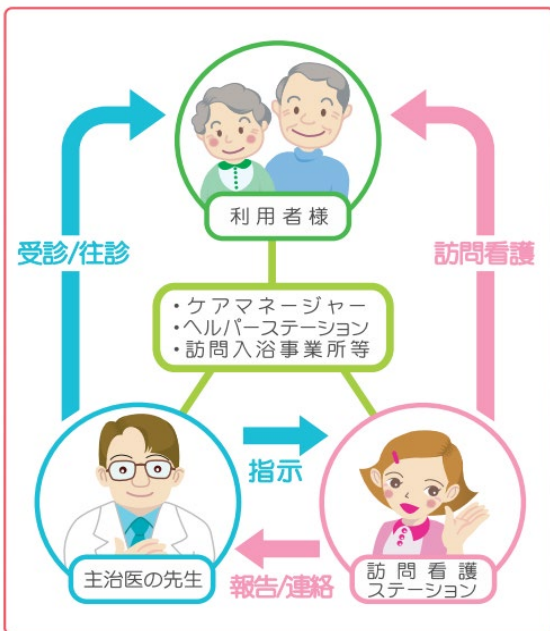 利用者様
受診/往診
訪問看護
・ケアマネージャー
・ヘルパーステーション
・訪問入浴事業所等
指示
主治医の先生
報告/連絡
訪問看護
ステーション